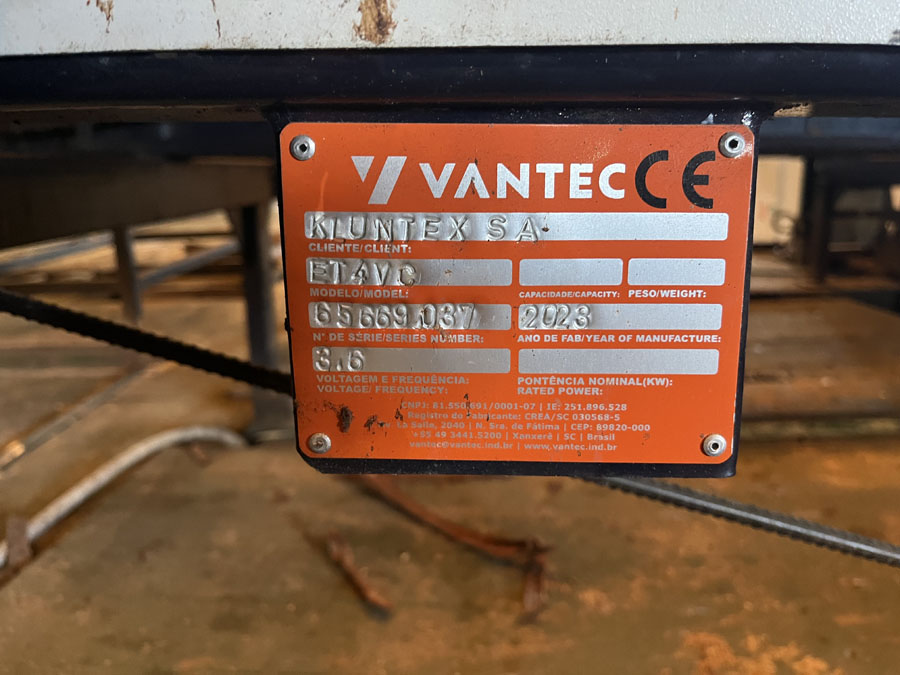 VANTEC CE
KLUNTEX SA
CLIENTE/CLIENT:
ETAVC
MODELO/MODEL:
CAPACIDADE/CAPACITY:
PESO/WEIGHT:
65669.037
N° DE SÉRIE/SERIES NUMBER:
2023
ANO DE FAB/YEAR OF MANUFACTURE:
3.6
VOLTAGEM E FREQUÊNCIA:
VOLTAGE/ FREQUENCY:
PONTÊNCIA NOMINAL(KW):
RATED POWER:
CNPJ: 81.550.691/0001-07 | IE: 251.896.528
Registro do Fabricante: CREA/SC 030568-5
La Salle, 2040 | N. Sra. de Fátima | CEP: 89820-000
+55 49 3441.5200 | Xanxerê | SC | Brasil
vantec@vantec.ind.br | www.vantec.ind.br